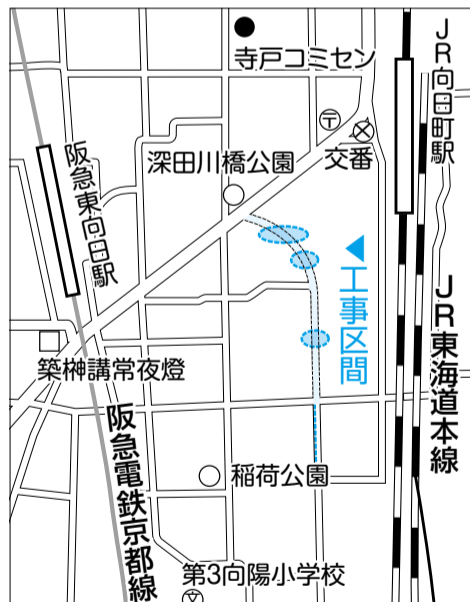 寺戸コミセン
JR向日町駅
〒
交番
深田川橋公園
阪急東向日駅
◀工事区間
JR東海道本線
築榊講常夜燈
阪急電鉄京都線
稲荷公園
第3向陽小学校
文